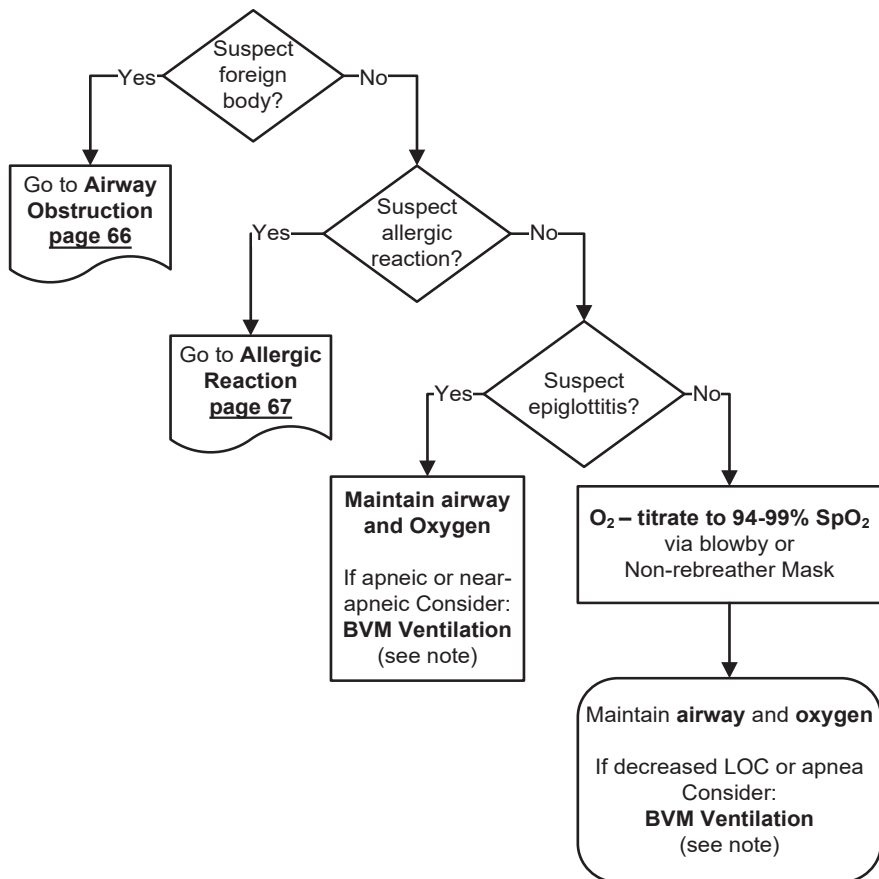 Suspect
foreign
body?
Yes
No
Go to Airway
Obstruction
page 66
Suspect
allergic
reaction?
Yes
No
Go to Allergic
Reaction
page 67
Suspect
epiglottitis?
Yes
No
Maintain airway
and Oxygen
If apneic or near-
apneic Consider:
BVM Ventilation
(see note)
O₂ – titrate to 94-99% SpO₂
via blowby or
Non-rebreather Mask
Maintain airway and oxygen
If decreased LOC or apnea
Consider:
BVM Ventilation
(see note)